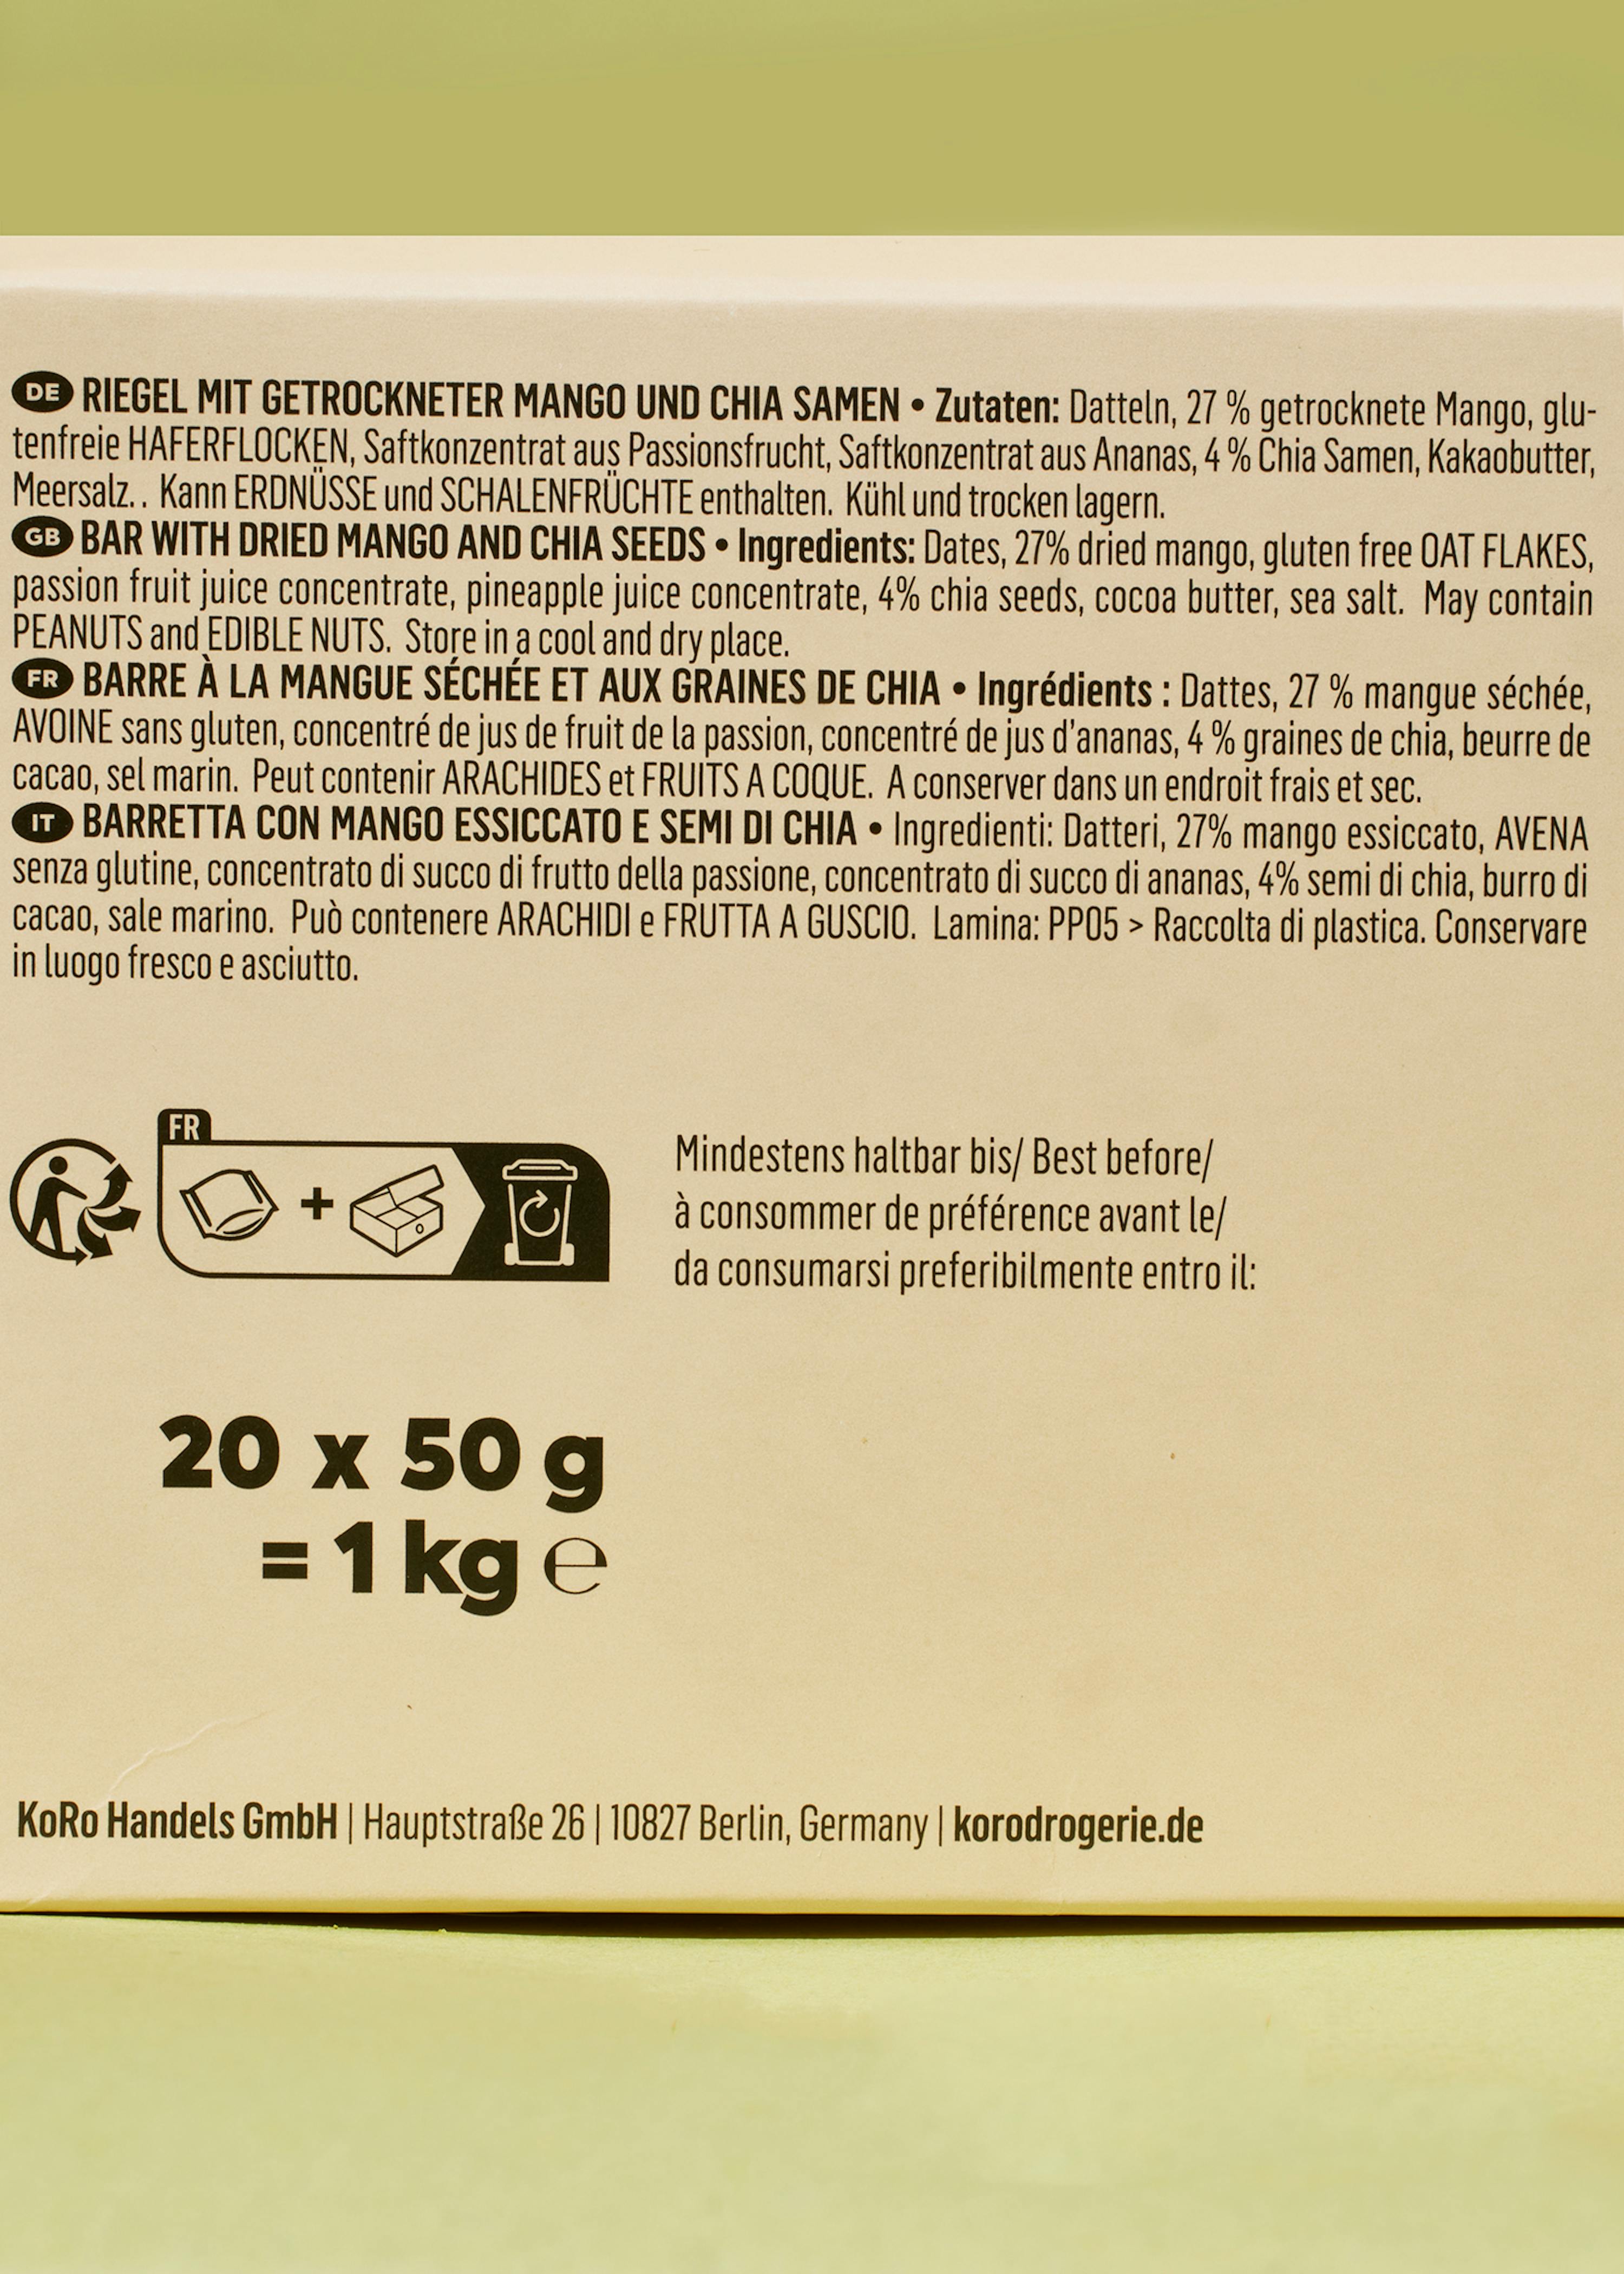 DE RIEGEL MIT GETROCKNETER MANGO UND CHIA SAMEN • Zutaten: Datteln, 27 % getrocknete Mango, glu-
tenfreie HAFERFLOCKEN, Saftkonzentrat aus Passionsfrucht, Saftkonzentrat aus Ananas, 4 % Chia Samen, Kakaobutter,
Meersalz. . Kann ERDNÜSSE und SCHALENFRÜCHTE enthalten. Kühl und trocken lagern.
GB BAR WITH DRIED MANGO AND CHIA SEEDS • Ingredients: Dates, 27% dried mango, gluten free OAT FLAKES,
passion fruit juice concentrate, pineapple juice concentrate, 4% chia seeds, cocoa butter, sea salt. May contain
PEANUTS and EDIBLE NUTS. Store in a cool and dry place.
FR BARRE À LA MANGUE SÉCHÉE ET AUX GRAINES DE CHIA • Ingrédients : Dattes, 27 % mangue séchée,
AVOINE sans gluten, concentré de jus de fruit de la passion, concentré de jus d'ananas, 4 % graines de chia, beurre de
cacao, sel marin. Peut contenir ARACHIDES et FRUITS A COQUE. A conserver dans un endroit frais et sec.
IT BARRETTA CON MANGO ESSICCATO E SEMI DI CHIA • Ingredienti: Datteri, 27% mango essiccato, AVENA
senza glutine, concentrato di succo di frutto della passione, concentrato di succo di ananas, 4% semi di chia, burro di
cacao, sale marino. Può contenere ARACHIDI e FRUTTA A GUSCIO. Lamina: PP05 > Raccolta di plastica. Conservare
in luogo fresco e asciutto.
FR
+
Mindestens haltbar bis/ Best before/
à consommer de préférence avant le/
da consumarsi preferibilmente entro il:
20 x 50 g
= 1 kg ℮
KoRo Handels GmbH | Hauptstraße 26 | 10827 Berlin, Germany | korodrogerie.de